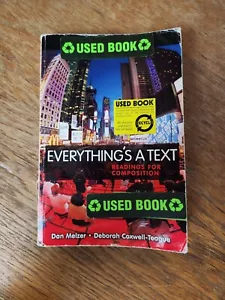 USED BOOK
USED BOOK
EVERYTHING'S A TEXT
READINGS FOR
COMPOSITION
USED BOOK
Dan Melzer • Deborah Coxwell-Teague